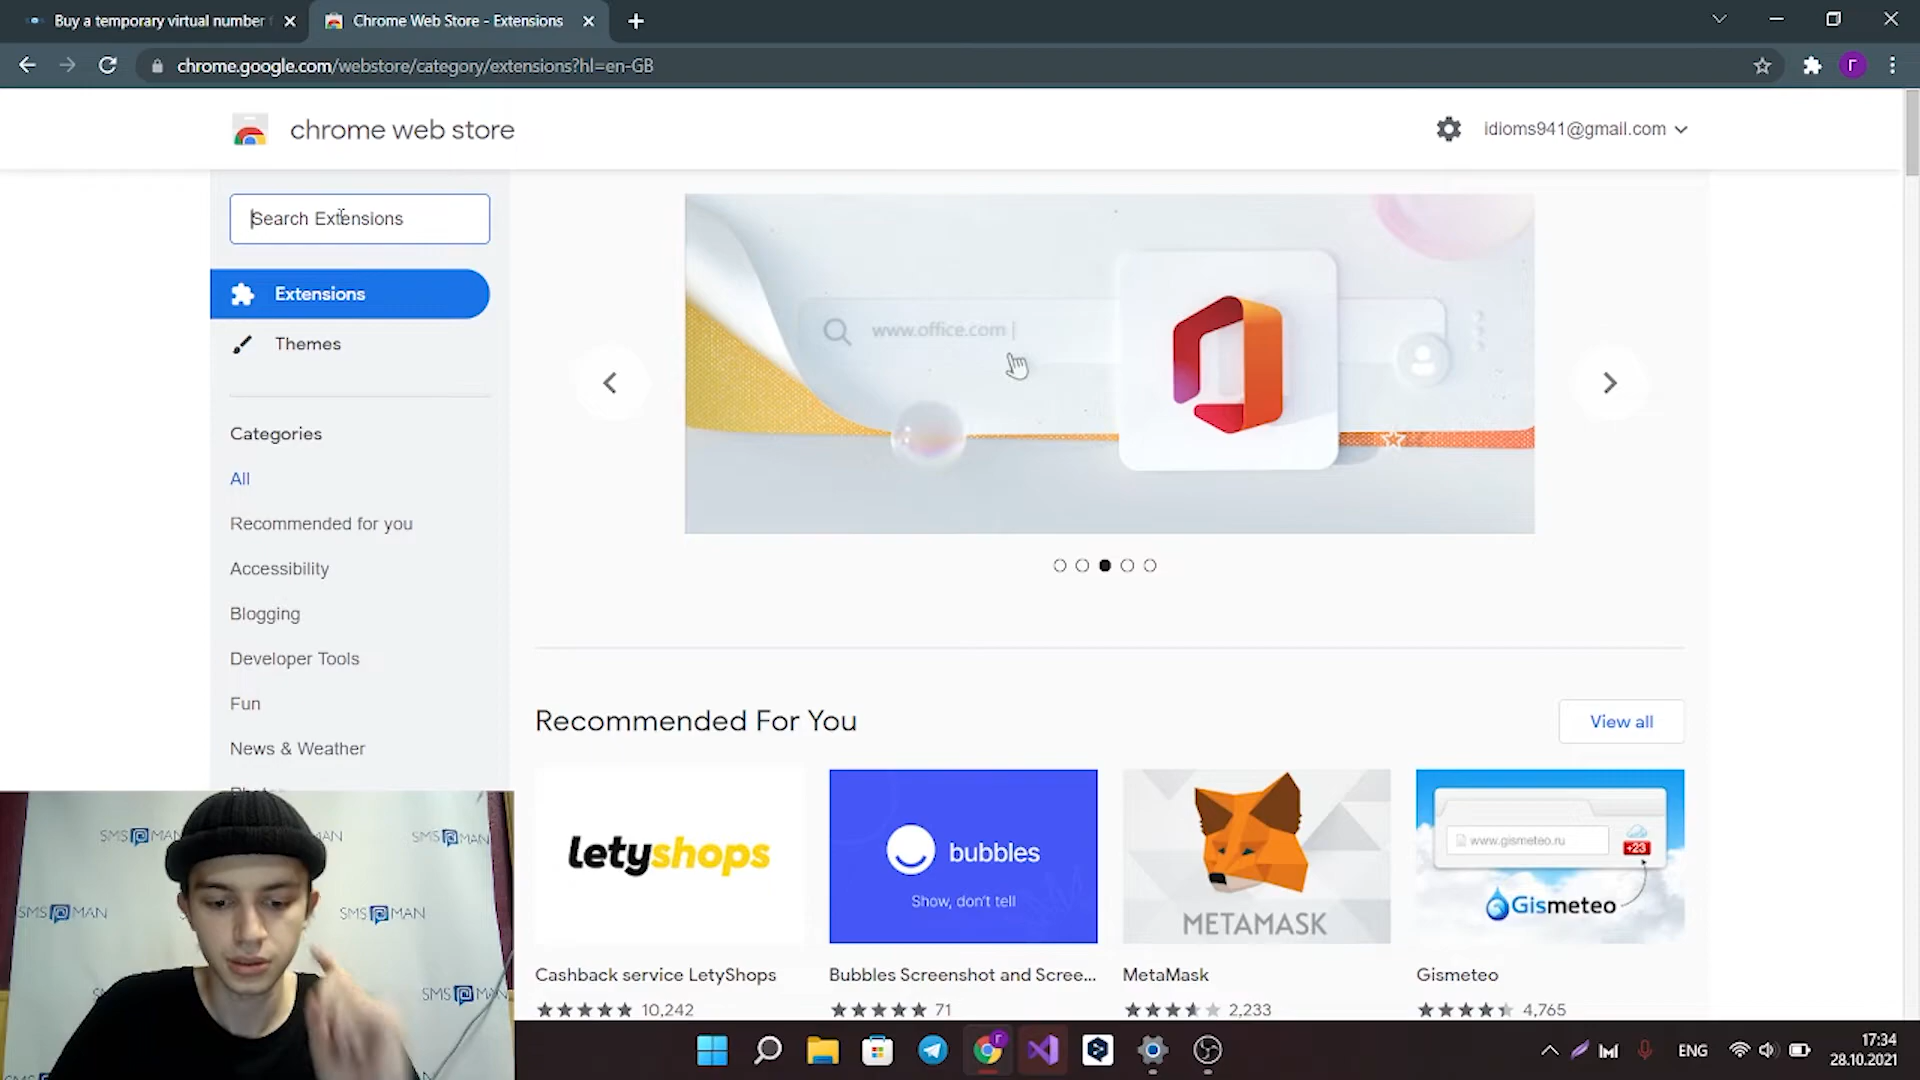 Buy a temporary virtual number
Chrome Web Store - Extensions
chrome.google.com/webstore/category/extensions?hl=en-GB
Г
chrome web store
idioms941@gmail.com
Search Extensions
Extensions
Themes
Categories
All
Recommended for you
Accessibility
Blogging
Developer Tools
Fun
News & Weather
www.office.com
Recommended For You
View all
letyshops
bubbles
Show, don't tell
METAMASK
www.gismeteo.ru
+23
Gismeteo
Cashback service LetyShops
10,242
Bubbles Screenshot and Scree...
71
MetaMask
2,233
Gismeteo
4,765
SMS MAN
MAN
SMS MAN
SMS MAN
SMS MAN
SMS MAN
ENG
17:34
28.10.2021